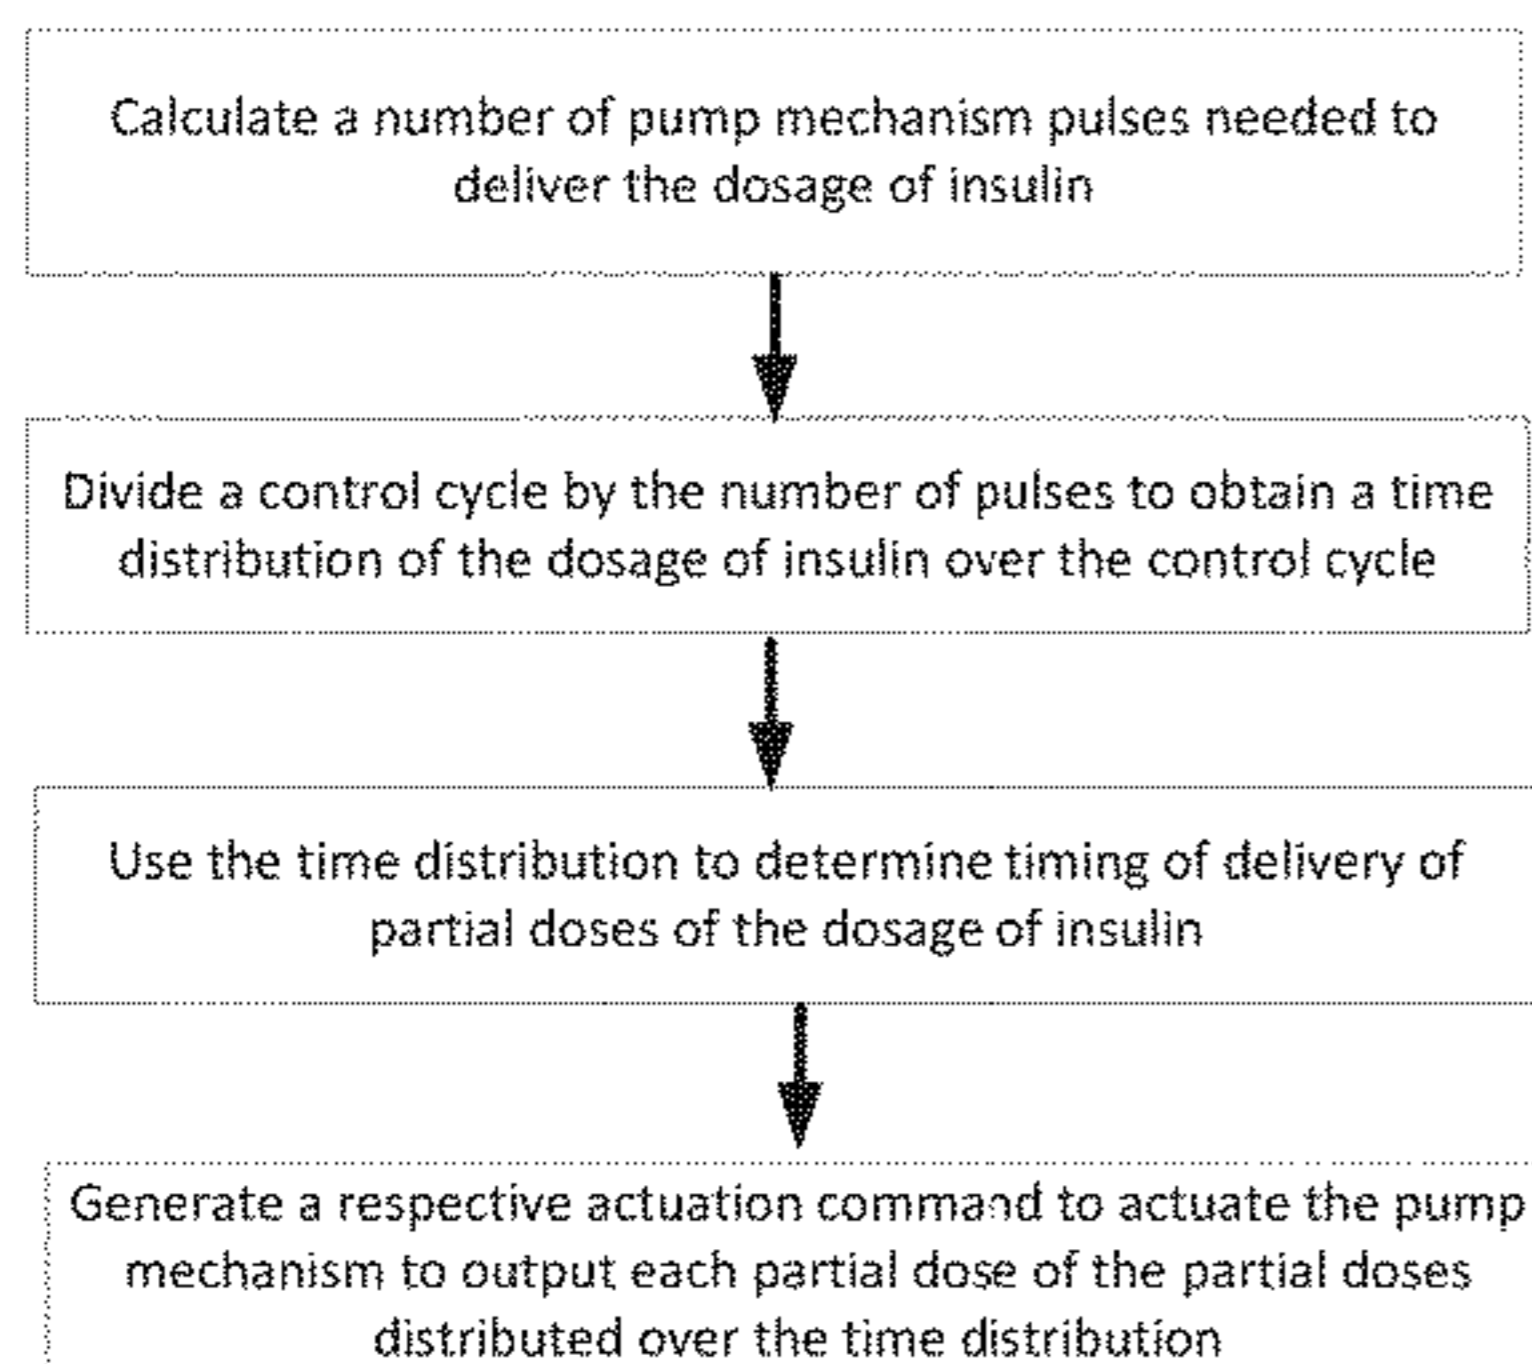 Calculate a number of pump mechanism pulses needed to
deliver the dosage of insulin
Divide a control cycle by the number of pulses to obtain a time
distribution of the dosage of insulin over the control cycle
Use the time distribution to determine timing of delivery of
partial doses of the dosage of insulin
Generate a respective actuation command to actuate the pump
mechanism to output each partial dose of the partial doses
distributed over the time distribution